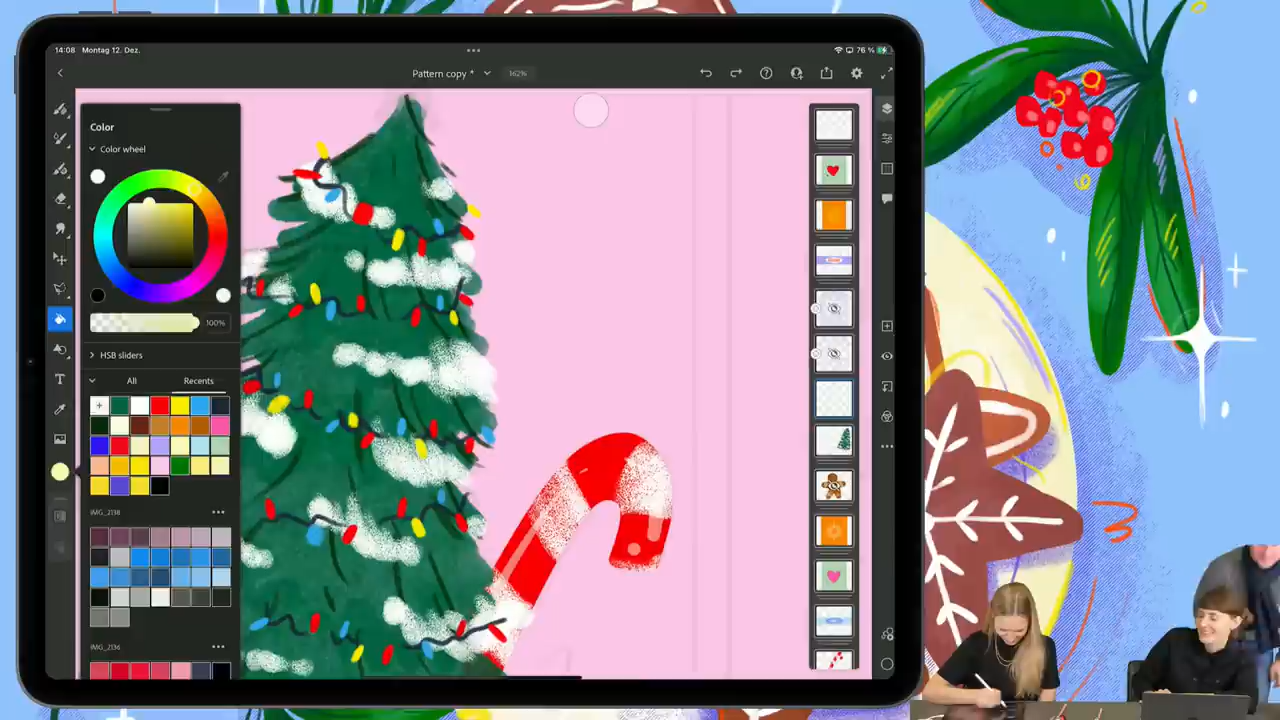 14:08 Montag 12. Dez.
76 %
Pattern copy *
162%
Color
Color wheel
100%
HSB sliders
All Recents
IMG_2138
IMG_2136
T